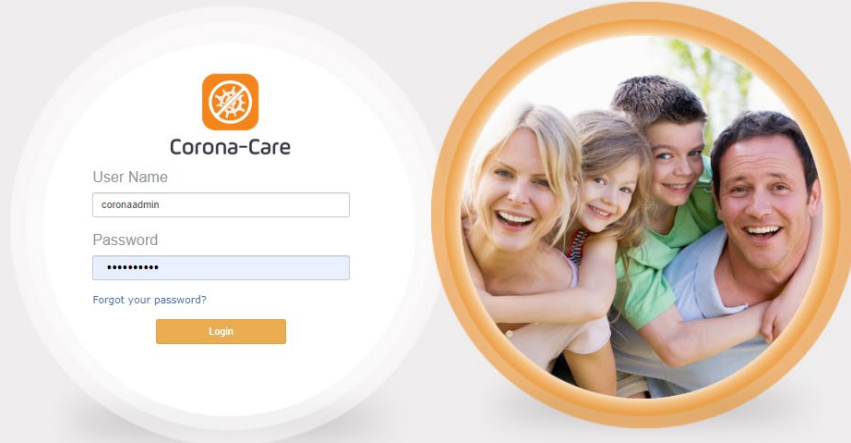 Corona-Care
User Name
coronaadmin
Password
••••••••••
Forgot your password?
Login